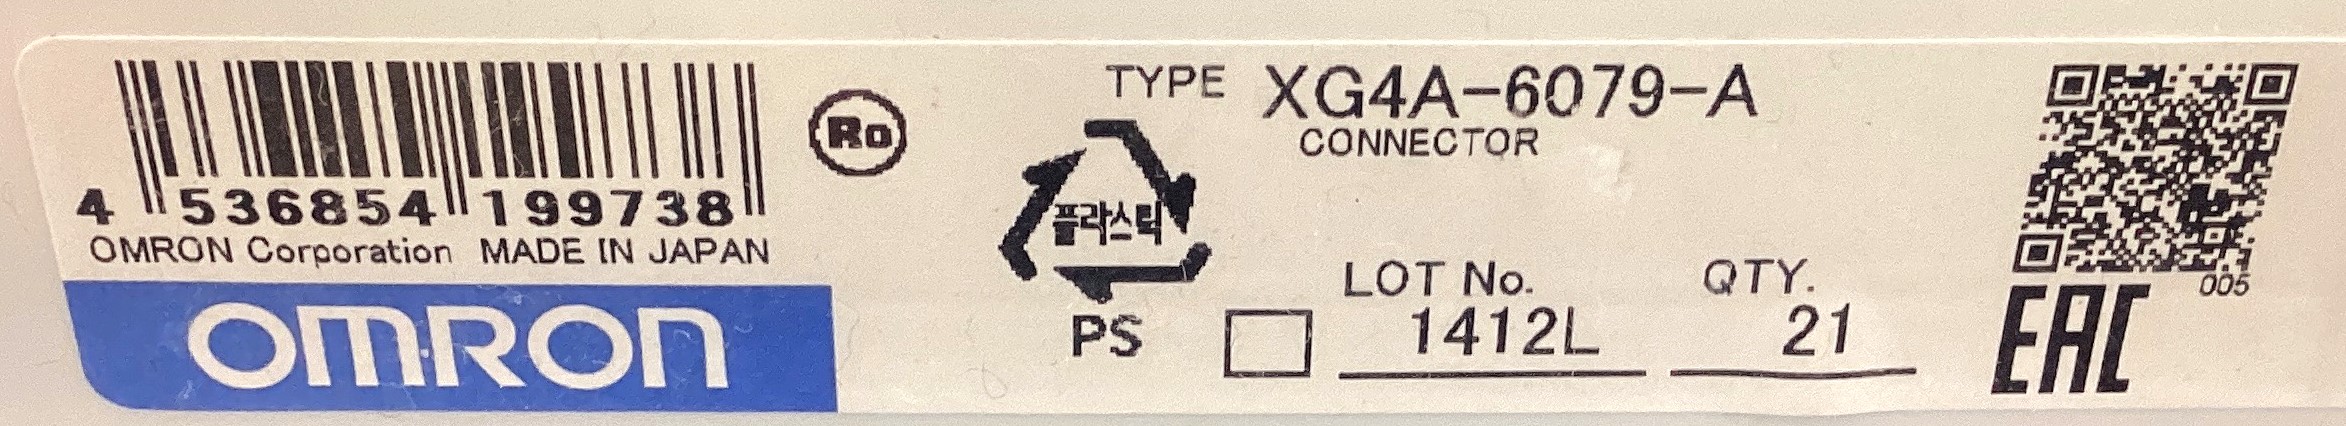 4 536854 199738
OMRON Corporation MADE IN JAPAN
OMRON
Ro
TYPE XG4A-6079-A
CONNECTOR
플라스틱
PS
LOT No. QTY.
1412L 21
005
EAC